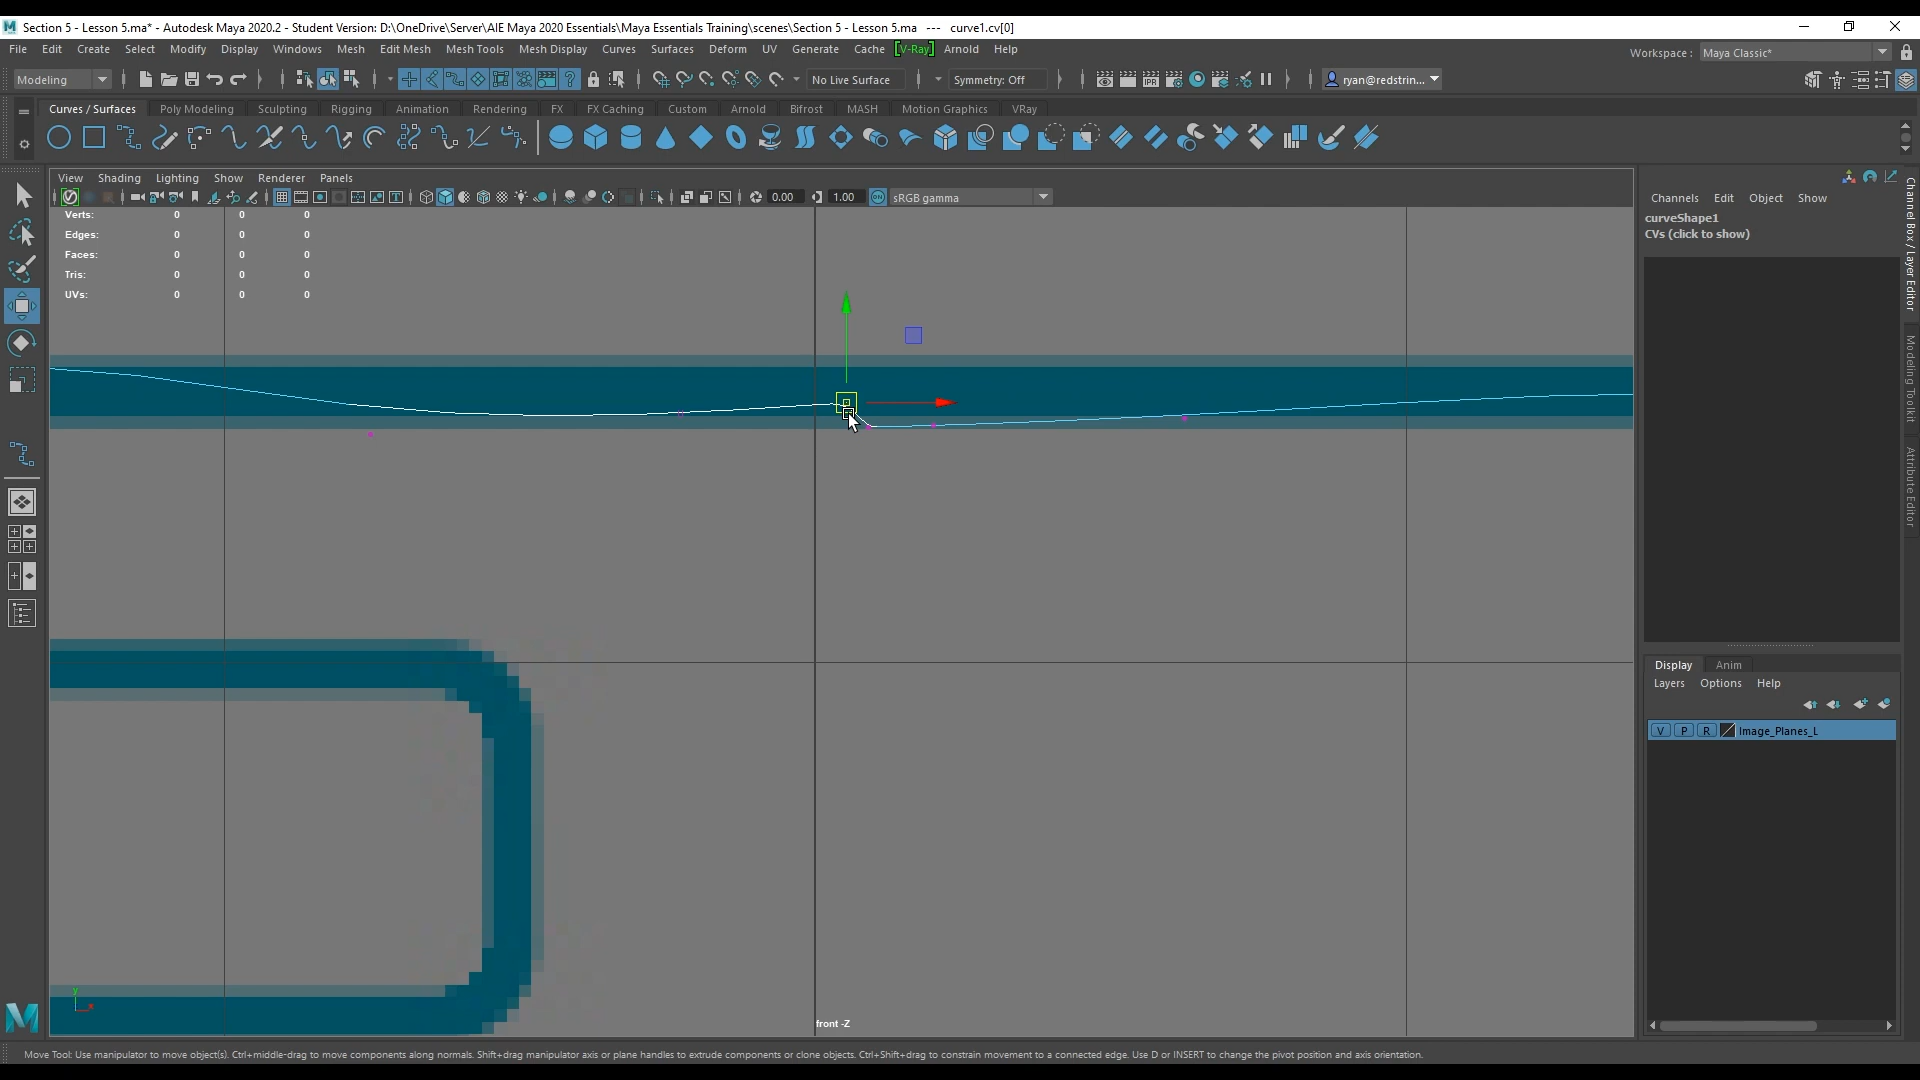 Section 5 - Lesson 5.ma* - Autodesk Maya 2020.2 - Student Version: D:\OneDrive\Server\AIE Maya 2020 Essentials\Maya Essentials Training\scenes\Section 5 - Lesson 5.ma --- curve1.cv[0]
File Edit Create Select Modify Display Windows Mesh Edit Mesh Mesh Tools Mesh Display Curves Surfaces Deform UV Generate Cache [V-Ray] Arnold Help
Workspace : Maya Classic*
Modeling
No Live Surface
Symmetry: Off
ryan@redstrin...
Curves / Surfaces Poly Modeling Sculpting Rigging Animation Rendering FX FX Caching Custom Arnold Bifrost MASH Motion Graphics VRay
View Shading Lighting Show Renderer Panels
0.00 1.00 ON sRGB gamma
Verts: 0 0 0
Edges: 0 0 0
Faces: 0 0 0
Tris: 0 0 0
UVs: 0 0 0
Channels Edit Object Show
curveShape1
CVs (click to show)
Channel Box / Layer Editor
Modeling Toolkit
Attribute Editor
Display Anim
Layers Options Help
V P R Image_Planes_L
y
x
front -Z
Move Tool: Use manipulator to move object(s). Ctrl+middle-drag to move components along normals. Shift+drag manipulator axis or plane handles to extrude components or clone objects. Ctrl+Shift+drag to constrain movement to a connected edge. Use D or INSERT to change the pivot position and axis orientation.